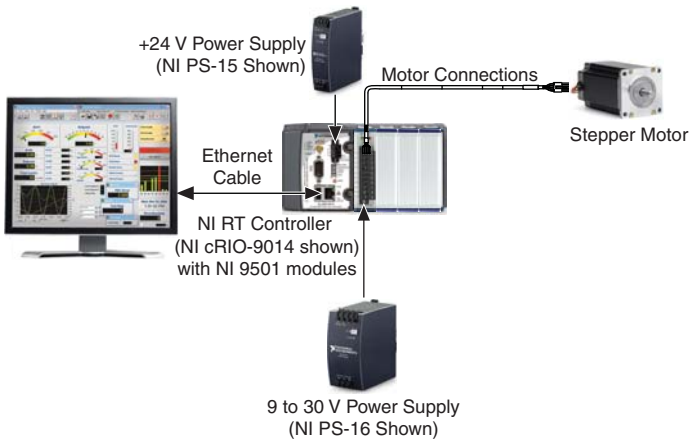 +24 V Power Supply
(NI PS-15 Shown)
Motor Connections
Stepper Motor
Ethernet
Cable
NI RT Controller
(NI cRIO-9014 shown)
with NI 9501 modules
9 to 30 V Power Supply
(NI PS-16 Shown)